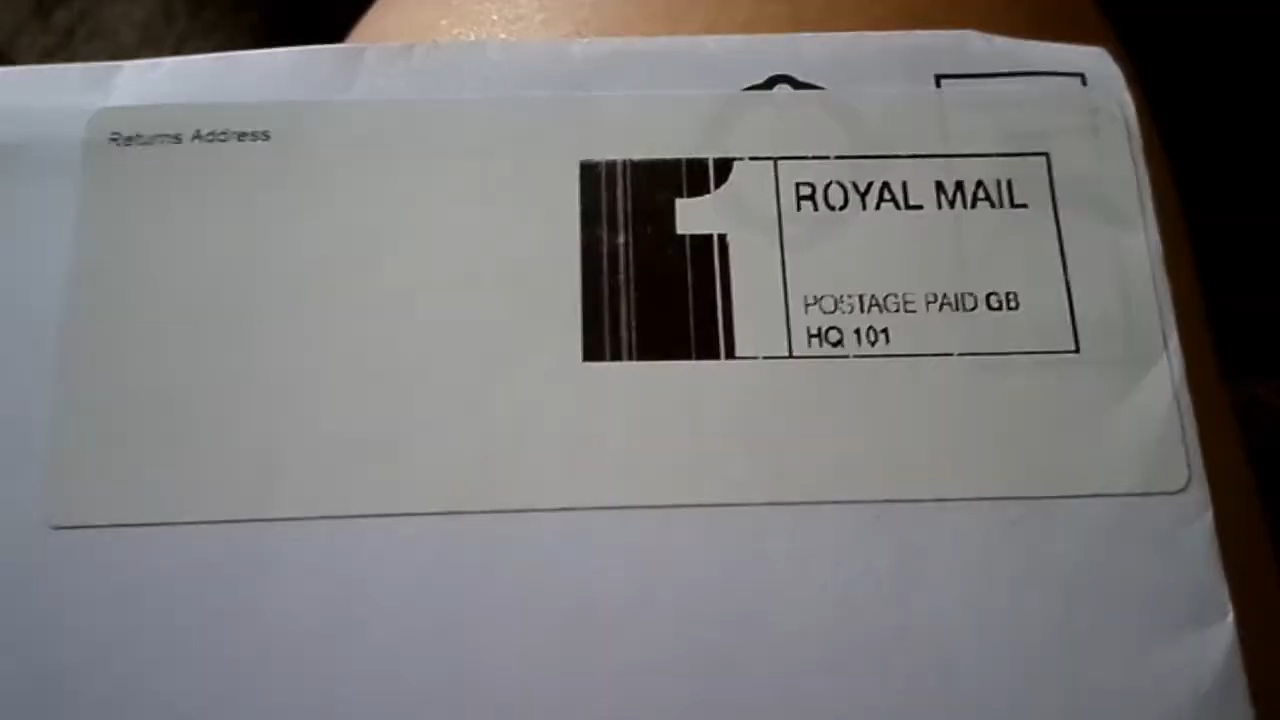 Returns Address
1
ROYAL MAIL
POSTAGE PAID GB
HQ 101